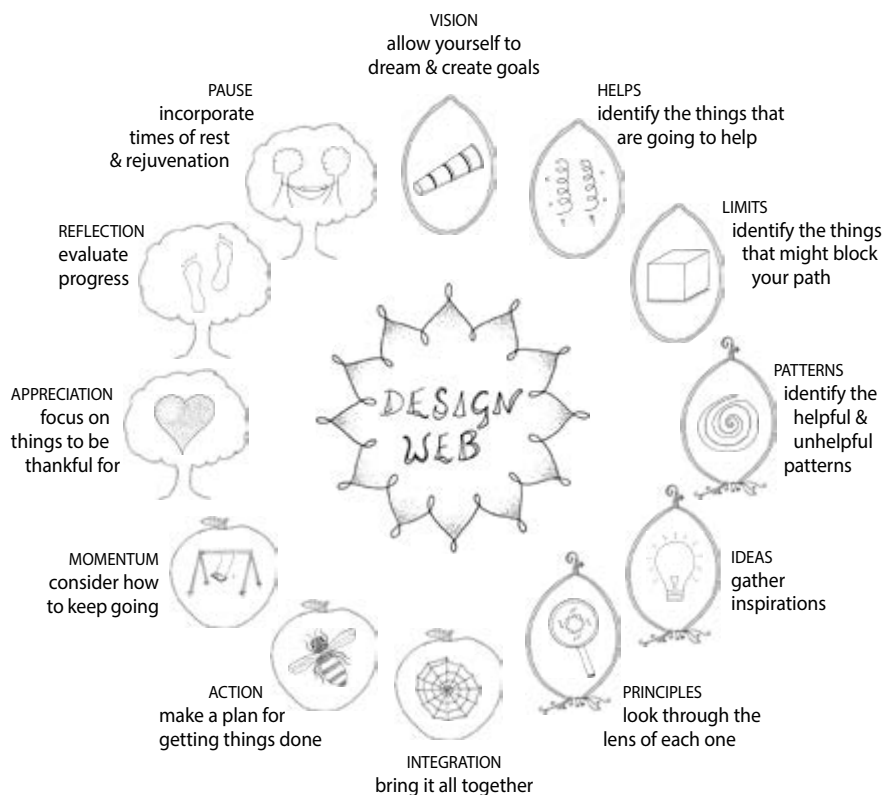 VISION
allow yourself to
dream & create goals
HELPS
identify the things that
are going to help
LIMITS
identify the things
that might block
your path
PATTERNS
identify the
helpful &
unhelpful
patterns
IDEAS
gather
inspirations
PRINCIPLES
look through the
lens of each one
INTEGRATION
bring it all together
ACTION
make a plan for
getting things done
MOMENTUM
consider how
to keep going
APPRECIATION
focus on
things to be
thankful for
REFLECTION
evaluate
progress
PAUSE
incorporate
times of rest
& rejuvenation
DESIGN
WEB